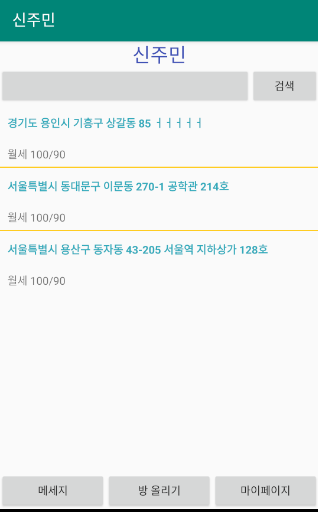 신주민
신주민
검색
경기도 용인시 기흥구 상갈동 85 ㅕㅕㅕㅕㅕ
월세 100/90
서울특별시 동대문구 이문동 270-1 공학관 214호
월세 100/90
서울특별시 용산구 동자동 43-205 서울역 지하상가 128호
월세 100/90
메세지 방 올리기 마이페이지